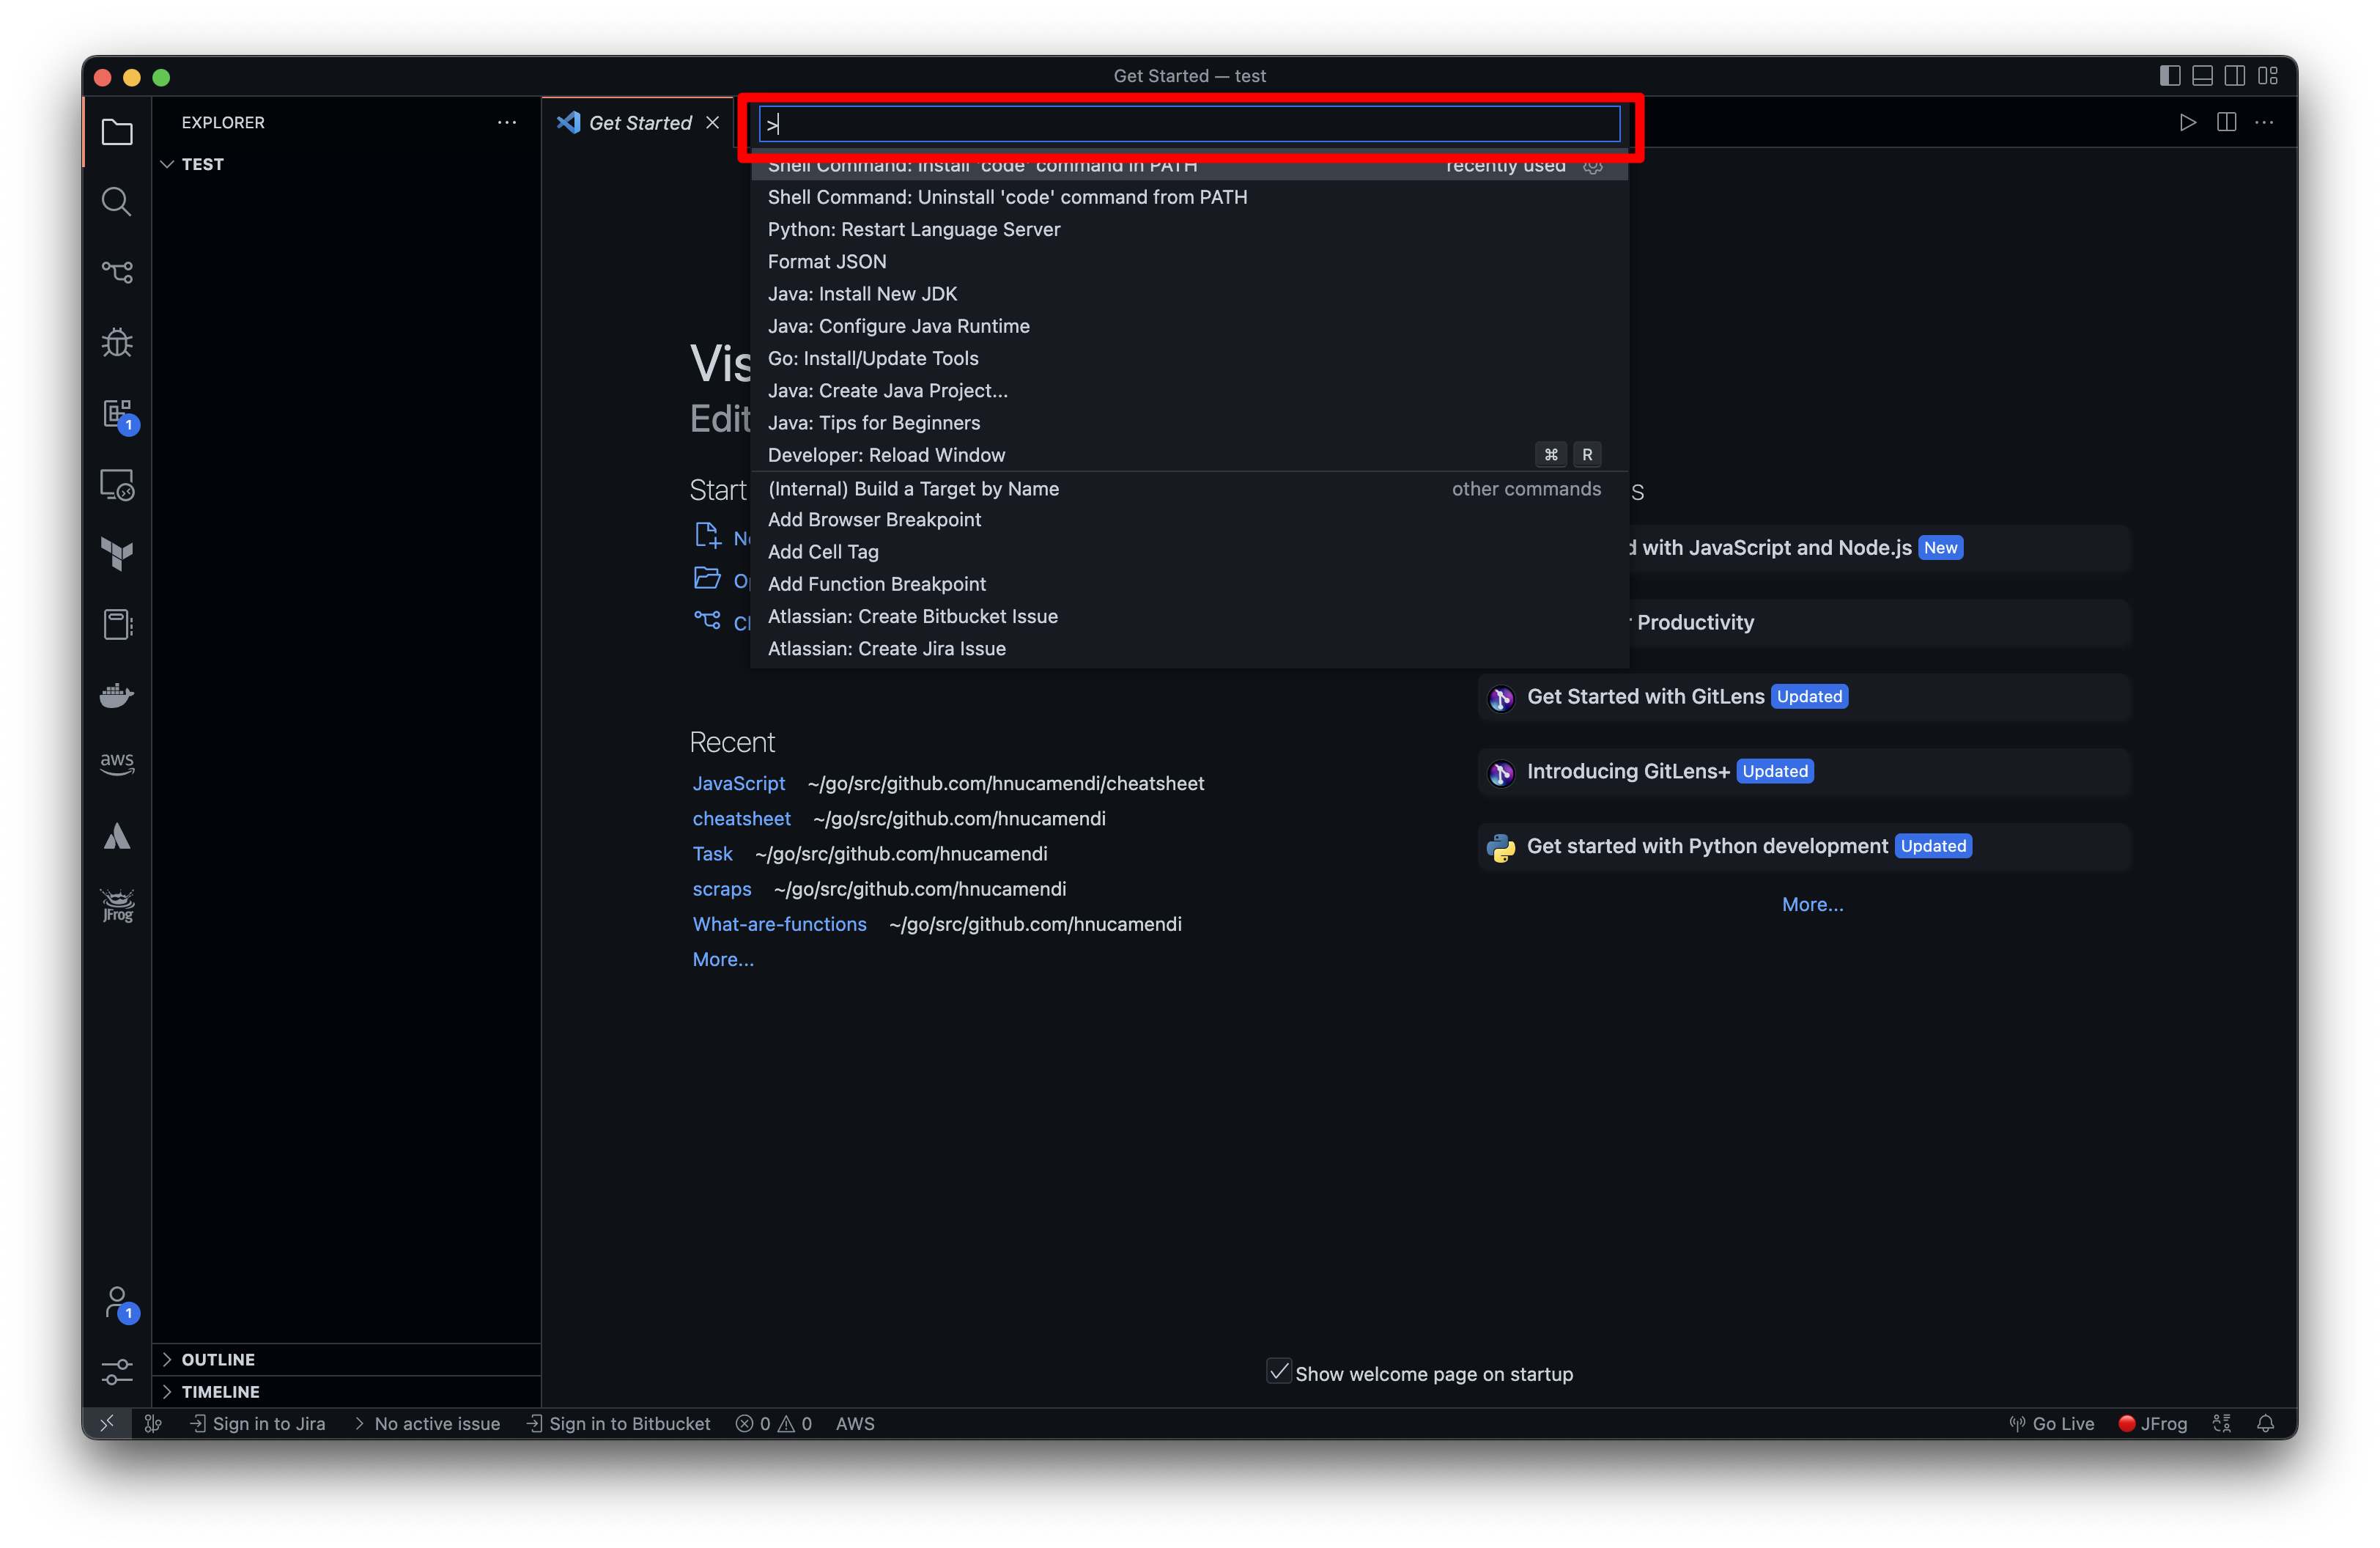 Get Started — test
EXPLORER
TEST
Get Started
>
Shell Command: Install 'code' command in PATH recently used
Shell Command: Uninstall 'code' command from PATH
Python: Restart Language Server
Format JSON
Java: Install New JDK
Java: Configure Java Runtime
Go: Install/Update Tools
Java: Create Java Project...
Java: Tips for Beginners
Developer: Reload Window ⌘ R
(Internal) Build a Target by Name other commands
Add Browser Breakpoint
Add Cell Tag
Add Function Breakpoint
Atlassian: Create Bitbucket Issue
Atlassian: Create Jira Issue
Vis
Edit
Start
s
d with JavaScript and Node.js New
Productivity
Get Started with GitLens Updated
Introducing GitLens+ Updated
Get started with Python development Updated
More...
Recent
JavaScript ~/go/src/github.com/hnucamendi/cheatsheet
cheatsheet ~/go/src/github.com/hnucamendi
Task ~/go/src/github.com/hnucamendi
scraps ~/go/src/github.com/hnucamendi
What-are-functions ~/go/src/github.com/hnucamendi
More...
1
aws
JFrog
1
OUTLINE
TIMELINE
Show welcome page on startup
Sign in to Jira
No active issue
Sign in to Bitbucket
0
0
AWS
Go Live
JFrog